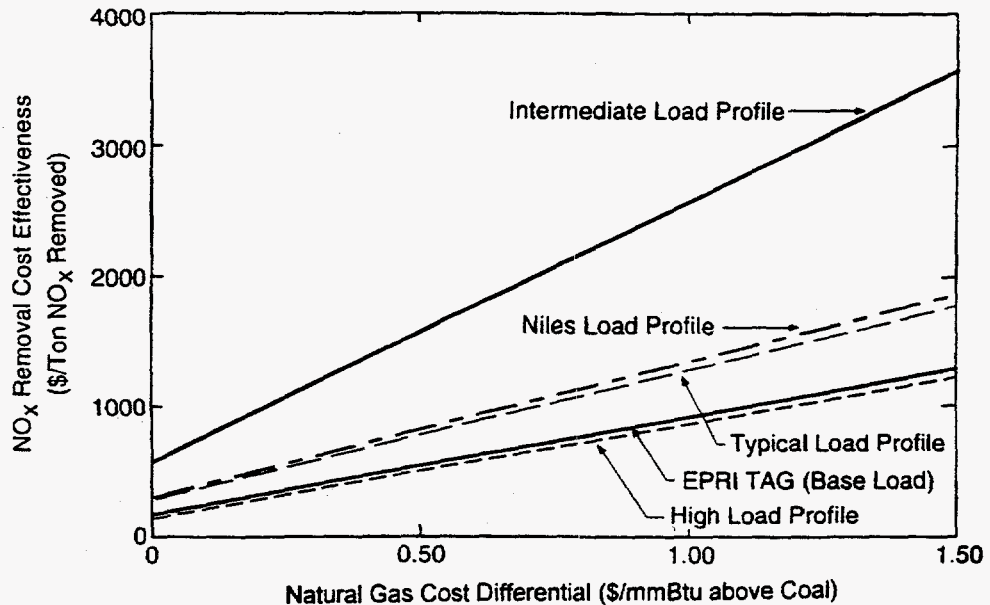 NOx Removal Cost Effectiveness
($/Ton NOx Removed)
4000
3000
2000
1000
0
Intermediate Load Profile
Niles Load Profile
Typical Load Profile
EPRI TAG (Base Load)
High Load Profile
0
0.50
1.00
1.50
Natural Gas Cost Differential ($/mmBtu above Coal)